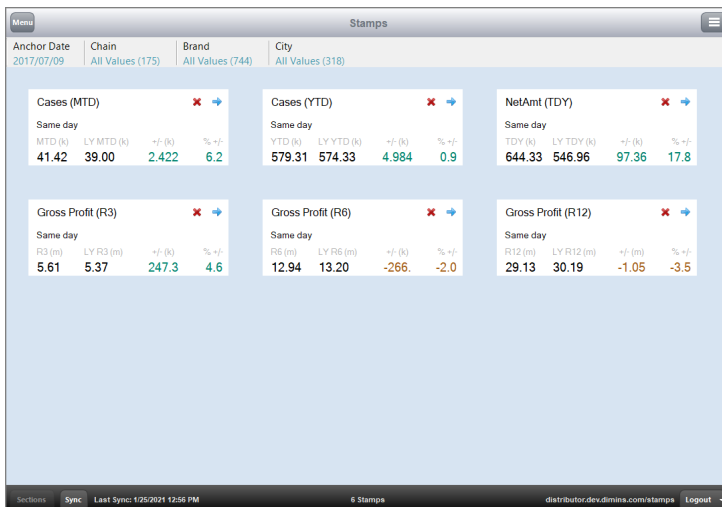 Menu
Stamps
Anchor Date Chain Brand City
2017/07/09 All Values (175) All Values (744) All Values (318)
Cases (MTD)
Same day
MTD (k) LY MTD (k) +/- (k) % +/-
41.42 39.00 2.422 6.2
Cases (YTD)
Same day
YTD (k) LY YTD (k) +/- (k) % +/-
579.31 574.33 4.984 0.9
NetAmt (TDY)
Same day
TDY (k) LY TDY (k) +/- (k) % +/-
644.33 546.96 97.36 17.8
Gross Profit (R3)
Same day
R3 (m) LY R3 (m) +/- (k) % +/-
5.61 5.37 247.3 4.6
Gross Profit (R6)
Same day
R6 (m) LY R6 (m) +/- (k) % +/-
12.94 13.20 -266. -2.0
Gross Profit (R12)
Same day
R12 (m) LY R12 (m) +/- (m) % +/-
29.13 30.19 -1.05 -3.5
Sections Sync Last Sync: 1/25/2021 12:56 PM 6 Stamps distributor.dev.dimins.com/stamps Logout